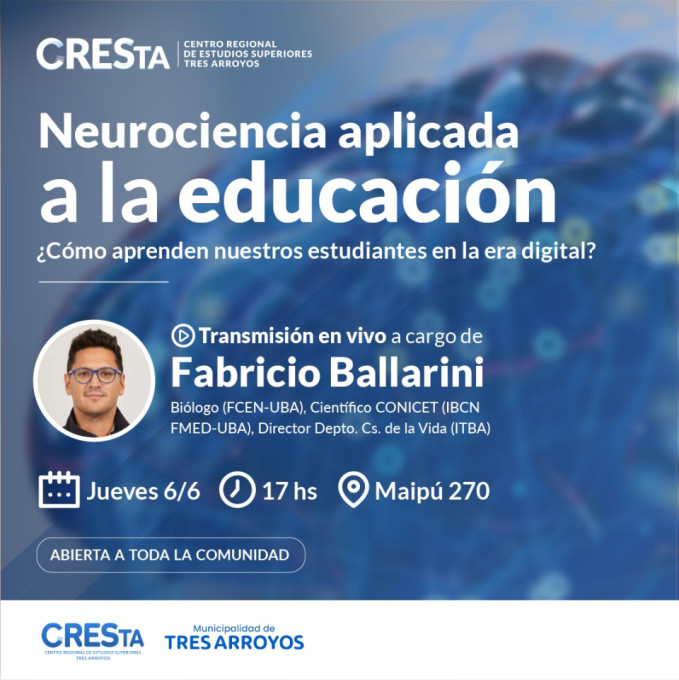 CRESTA
CENTRO REGIONAL
DE ESTUDIOS SUPERIORES
TRES ARROYOS
Neurociencia aplicada
a la educación
¿Cómo aprenden nuestros estudiantes en la era digital?
Transmisión en vivo a cargo de
Fabricio Ballarini
Biólogo (FCEN-UBA), Científico CONICET (IBCN
FMED-UBA), Director Depto. Cs. de la Vida (ITBA)
Jueves 6/6 17 hs Maipú 270
ABIERTA A TODA LA COMUNIDAD
CRESTA
CENTRO REGIONAL DE ESTUDIOS SUPERIORES
TRES ARROYOS
Municipalidad de
TRES ARROYOS